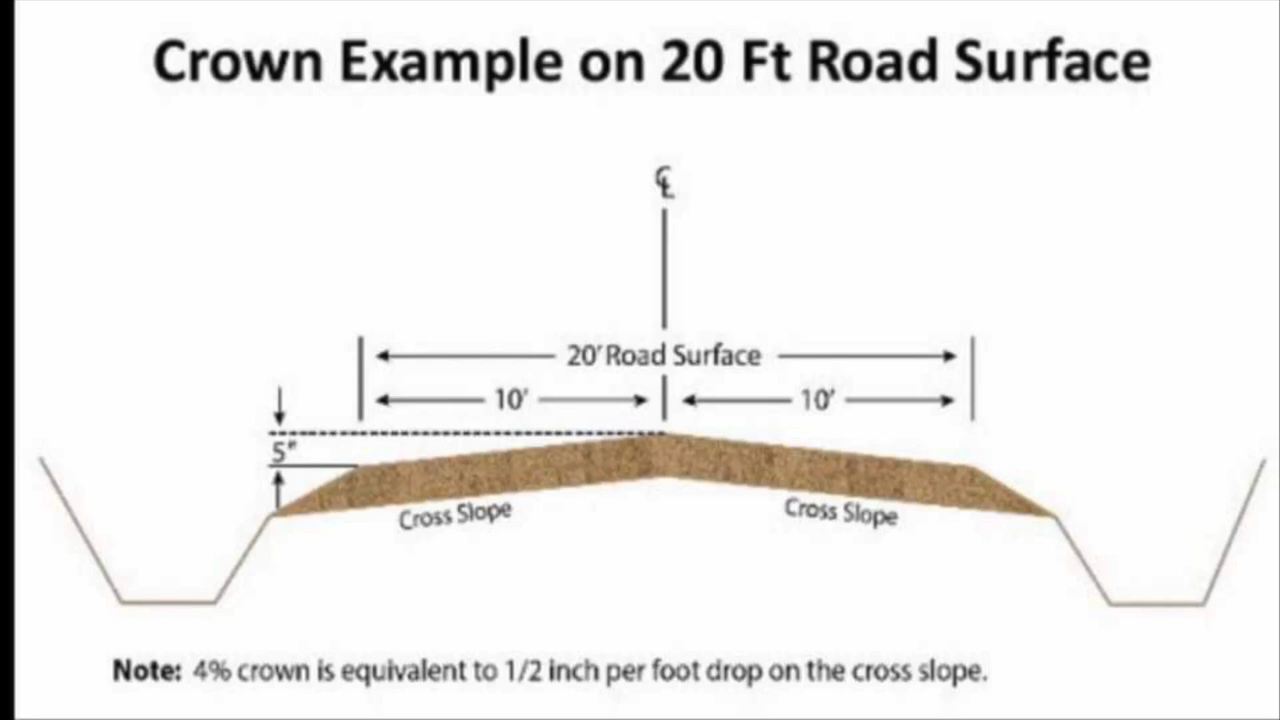 Crown Example on 20 Ft Road Surface
℄
20' Road Surface
10' 10'
5"
Cross Slope Cross Slope
Note: 4% crown is equivalent to 1/2 inch per foot drop on the cross slope.